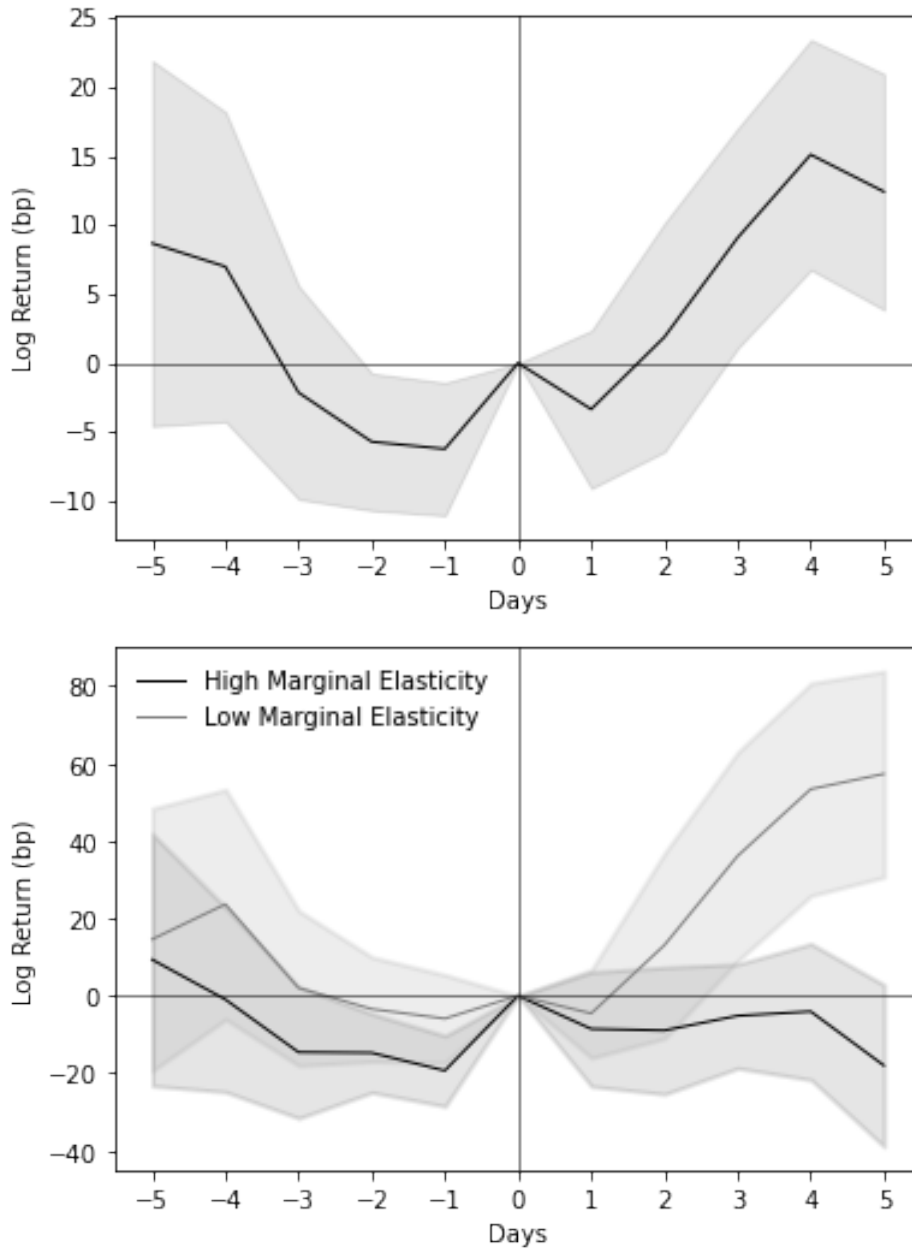 25
20
15
10
5
0
−5
−10
Log Return (bp)
−5 −4 −3 −2 −1 0 1 2 3 4 5
Days
High Marginal Elasticity
Low Marginal Elasticity
80
60
40
20
0
−20
−40
Log Return (bp)
−5 −4 −3 −2 −1 0 1 2 3 4 5
Days